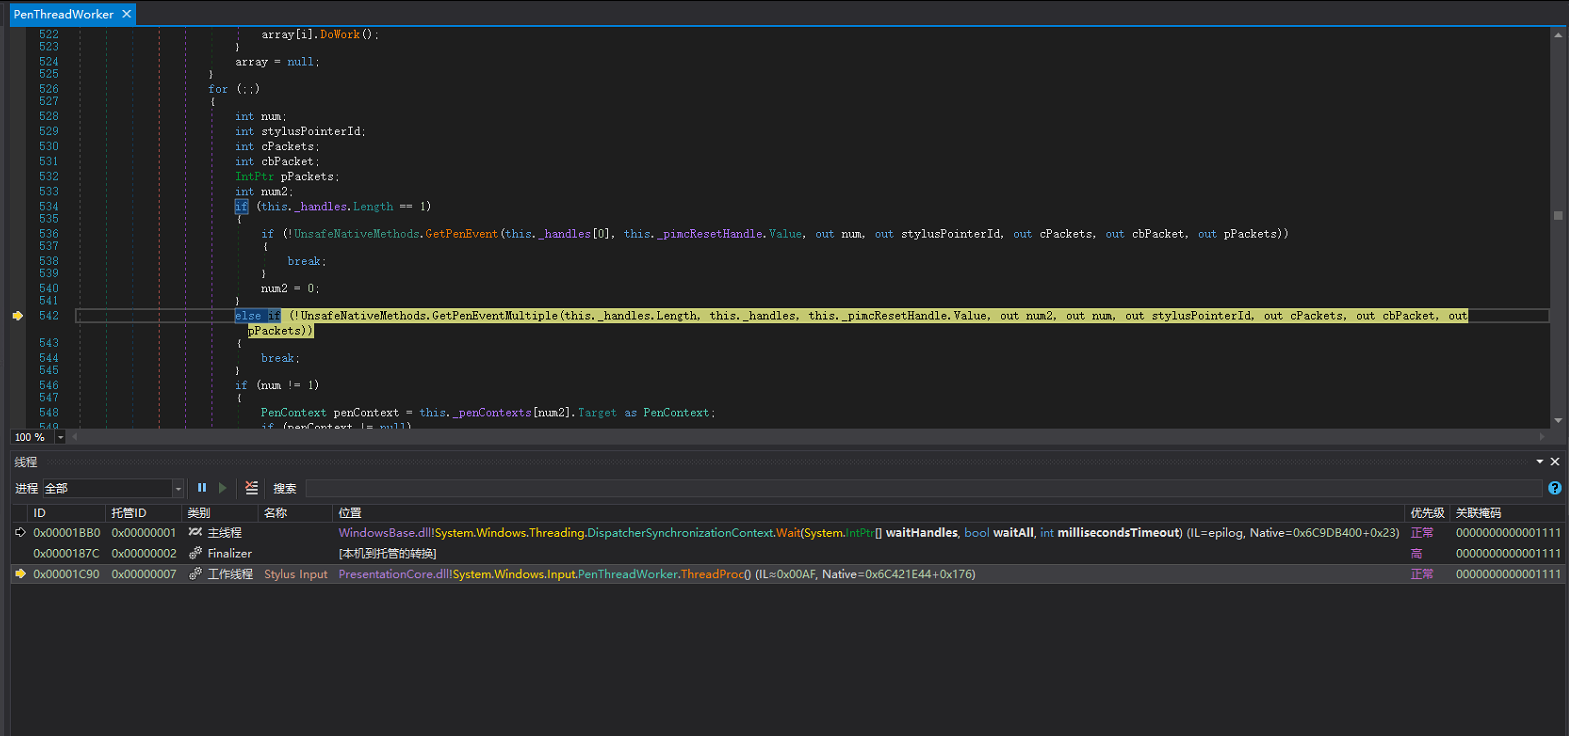 PenThreadWorker ✕
522 array[i].DoWork();
523 }
524 array = null;
525 }
526 for (;;)
527 {
528 int num;
529 int stylusPointerId;
530 int cPackets;
531 int cbPacket;
532 IntPtr pPackets;
533 int num2;
534 if (this._handles.Length == 1)
535 {
536 if (!UnsafeNativeMethods.GetPenEvent(this._handles[0], this._pimcResetHandle.Value, out num, out stylusPointerId, out cPackets, out cbPacket, out pPackets))
537 {
538 break;
539 }
540 num2 = 0;
541 }
542 else if (!UnsafeNativeMethods.GetPenEventMultiple(this._handles.Length, this._handles, this._pimcResetHandle.Value, out num2, out num, out stylusPointerId, out cPackets, out cbPacket, out
pPackets))
543 {
544 break;
545 }
546 if (num != 1)
547 {
548 PenContext penContext = this._penContexts[num2].Target as PenContext;
549 if (penContext != null)
100 %
线程
进程 全部 搜索
ID 托管ID 类别 名称 位置 优先级 关联掩码
0x00001BB0 0x00000001 主线程 WindowsBase.dll!System.Windows.Threading.DispatcherSynchronizationContext.Wait(System.IntPtr[] waitHandles, bool waitAll, int millisecondsTimeout) (IL=epilog, Native=0x6C9DB400+0x23) 正常 0000000000001111
0x0000187C 0x00000002 Finalizer [本机到托管的转换] 高 0000000000001111
0x00001C90 0x00000007 工作线程 Stylus Input PresentationCore.dll!System.Windows.Input.PenThreadWorker.ThreadProc() (IL≈0x00AF, Native=0x6C421E44+0x176) 正常 0000000000001111